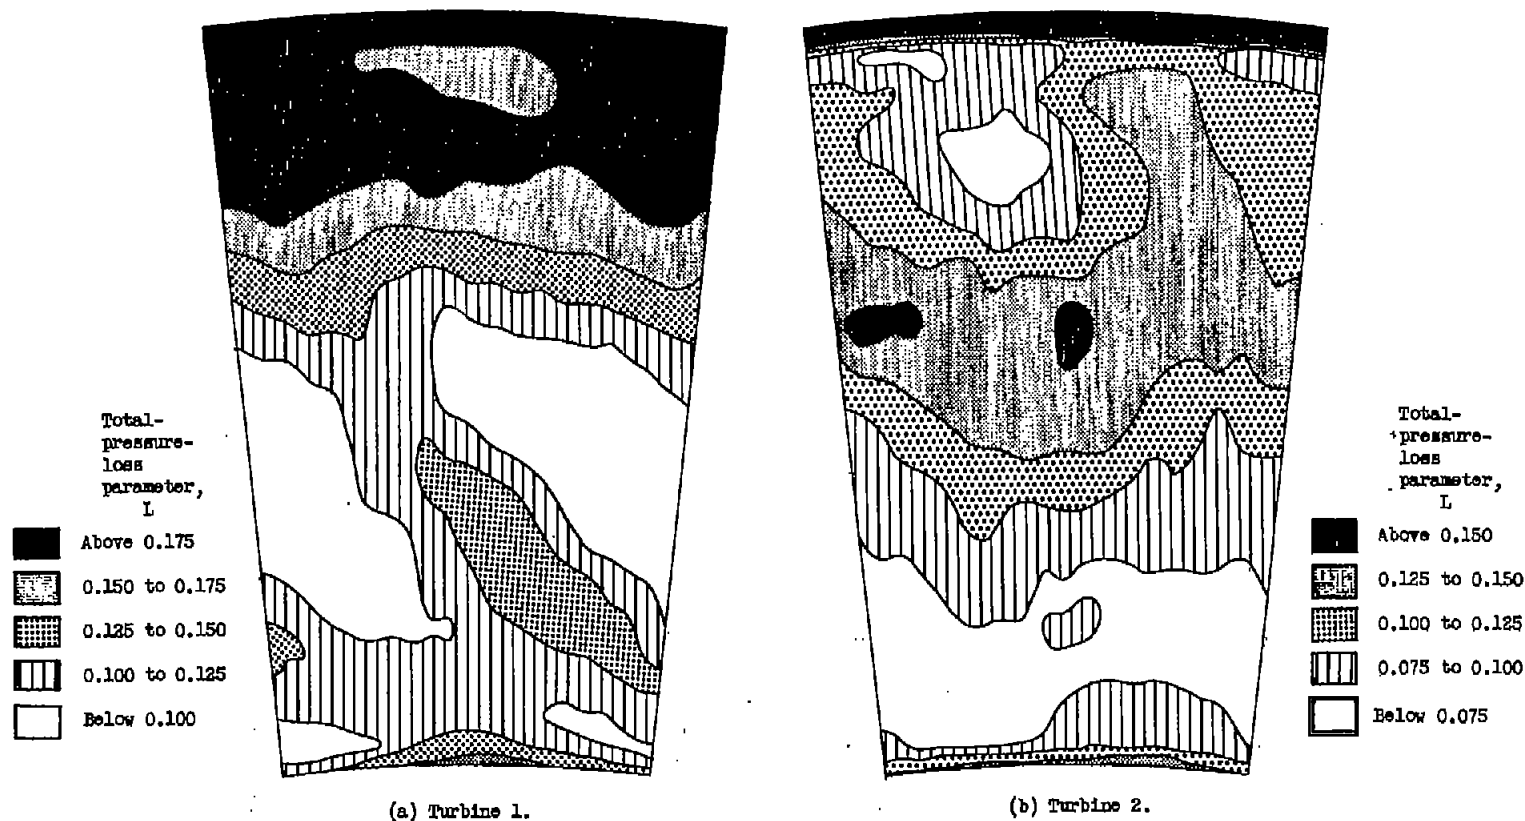 Total-
pressure-
loss
parameter,
L
Above 0.175
0.150 to 0.175
0.125 to 0.150
0.100 to 0.125
Below 0.100
(a) Turbine 1.
Total-
pressure-
loss
parameter,
L
Above 0.150
0.125 to 0.150
0.100 to 0.125
0.075 to 0.100
Below 0.075
(b) Turbine 2.